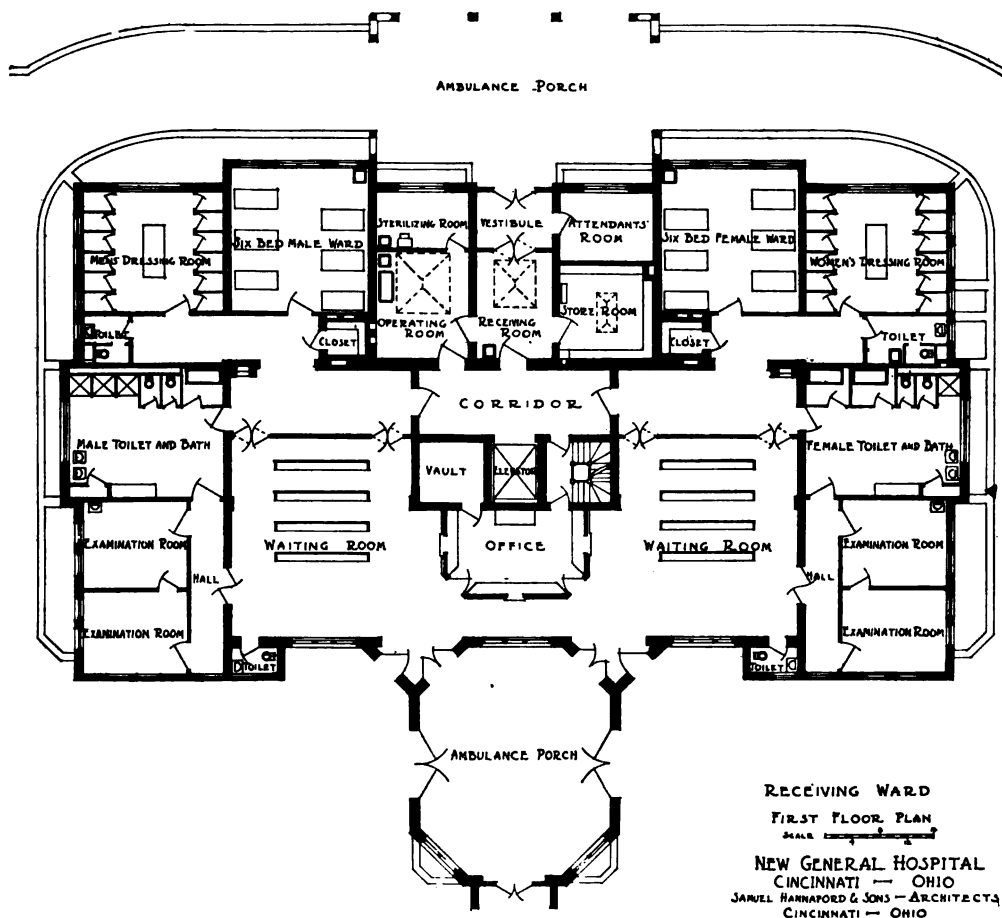 AMBULANCE PORCH
STERILIZING ROOM
VESTIBULE
ATTENDANTS'
ROOM
SIX BED MALE WARD
SIX BED FEMALE WARD
MEN'S DRESSING ROOM
WOMEN'S DRESSING ROOM
STORE ROOM
OPERATING
ROOM
RECEIVING
ROOM
TOILET
CLOSET
CLOSET
TOILET
CORRIDOR
MALE TOILET AND BATH
FEMALE TOILET AND BATH
VAULT
ELEVATOR
EXAMINATION ROOM
WAITING ROOM
OFFICE
WAITING ROOM
EXAMINATION ROOM
HALL
HALL
EXAMINATION ROOM
EXAMINATION ROOM
TOILET
TOILET
AMBULANCE PORCH
RECEIVING WARD
FIRST FLOOR PLAN
SCALE
NEW GENERAL HOSPITAL
CINCINNATI — OHIO
SAMUEL HANNAFORD & SONS — ARCHITECTS
CINCINNATI — OHIO